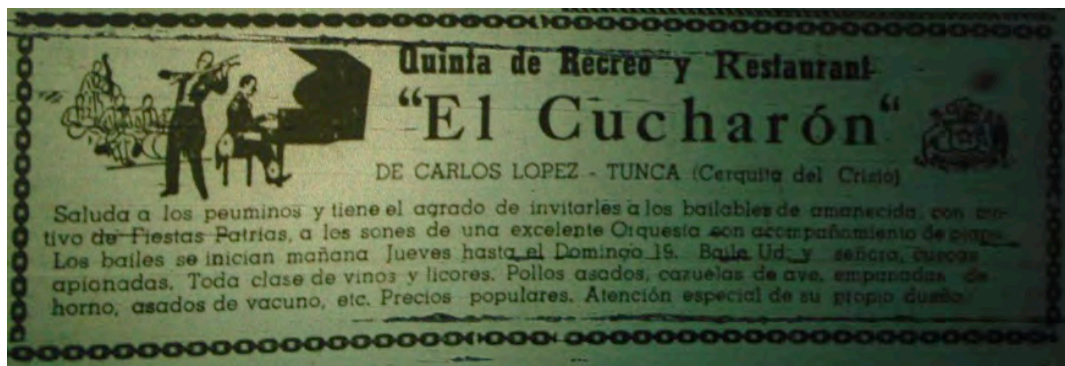 Quinta de Recreo y Restaurant
"El Cucharón"
DE CARLOS LOPEZ - TUNCA (Cerquita del Cristo)
Saluda a los peuminos y tiene el agrado de invitarles a los bailables de amanecida, con mo-
tivo de Fiestas Patrias, a los sones de una excelente Orquesta con acompañamiento de piano.
Los bailes se inician mañana Jueves hasta el Domingo 19. Baile Ud. y señora, cuecas
apionadas. Toda clase de vinos y licores. Pollos asados, cazuelas de ave, empanadas de
horno, asados de vacuno, etc. Precios populares. Atención especial de su propio dueño